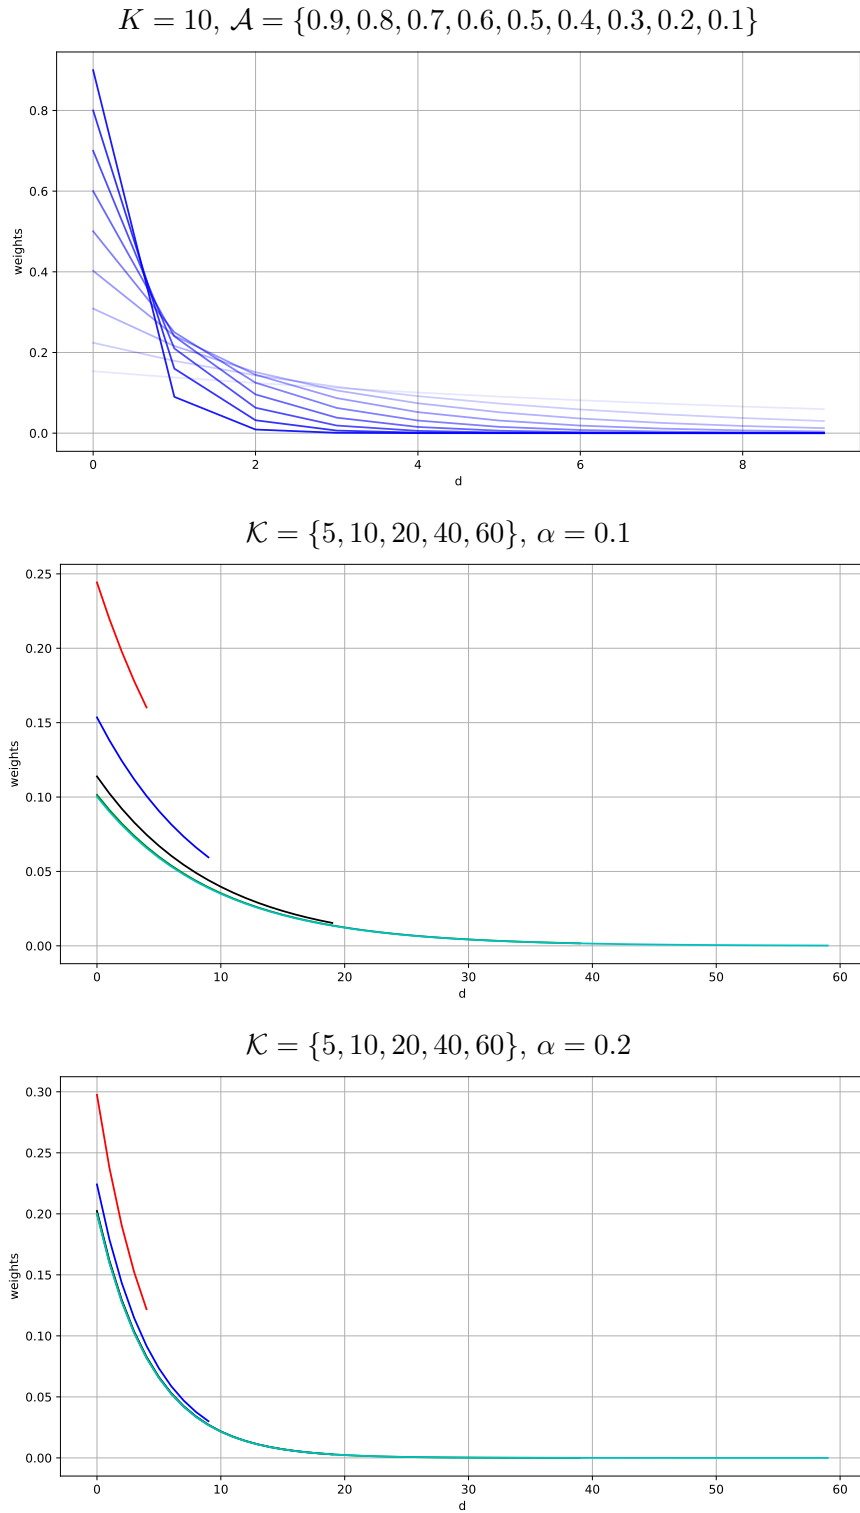 K = 10, 𝒜 = {0.9, 0.8, 0.7, 0.6, 0.5, 0.4, 0.3, 0.2, 0.1}
0.8
0.6
0.4
0.2
0.0
weights
0 2 4 6 8
d
𝒦 = {5, 10, 20, 40, 60}, α = 0.1
0.25
0.20
0.15
0.10
0.05
0.00
weights
0 10 20 30 40 50 60
d
𝒦 = {5, 10, 20, 40, 60}, α = 0.2
0.30
0.25
0.20
0.15
0.10
0.05
0.00
weights
0 10 20 30 40 50 60
d